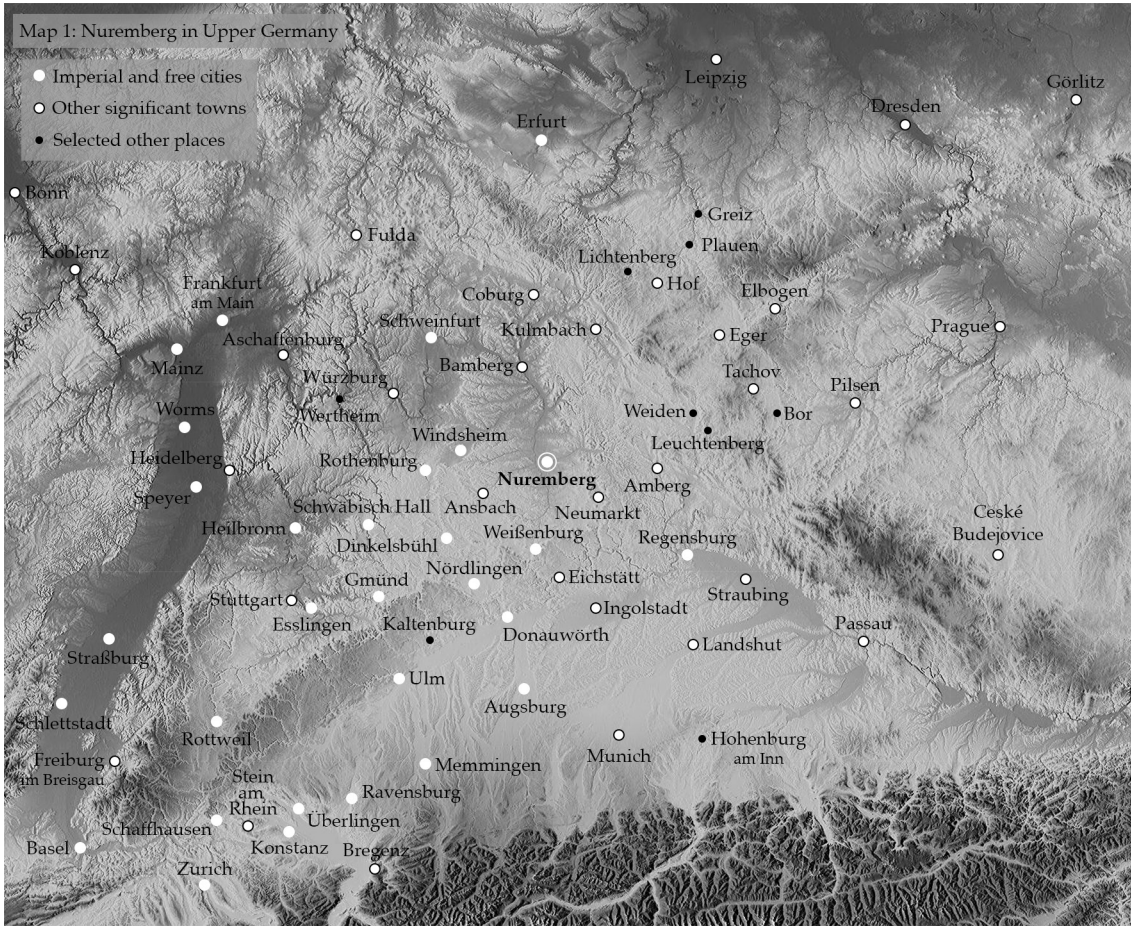 Map 1: Nuremberg in Upper Germany
Imperial and free cities
Other significant towns
Selected other places
Leipzig
Görlitz
Dresden
Erfurt
Bonn
Greiz
Fulda
Plauen
Koblenz
Lichtenberg
Hof
Frankfurt
am Main
Coburg
Elbogen
Schweinfurt
Kulmbach
Prague
Aschaffenburg
Eger
Mainz
Bamberg
Tachov
Würzburg
Pilsen
Wertheim
Worms
Weiden
Bor
Windsheim
Leuchtenberg
Heidelberg
Rothenburg
Nuremberg
Amberg
Speyer
Schwäbisch Hall
Ansbach
Neumarkt
Ceské
Budejovice
Heilbronn
Weißenburg
Dinkelsbühl
Regensburg
Nördlingen
Gmünd
Eichstätt
Straubing
Stuttgart
Ingolstadt
Esslingen
Kaltenburg
Donauwörth
Passau
Landshut
Straßburg
Ulm
Augsburg
Schlettstadt
Rottweil
Hohenburg
am Inn
Munich
Freiburg
im Breisgau
Memmingen
Stein
am
Rhein
Ravensburg
Überlingen
Schaffhausen
Konstanz
Basel
Bregenz
Zurich